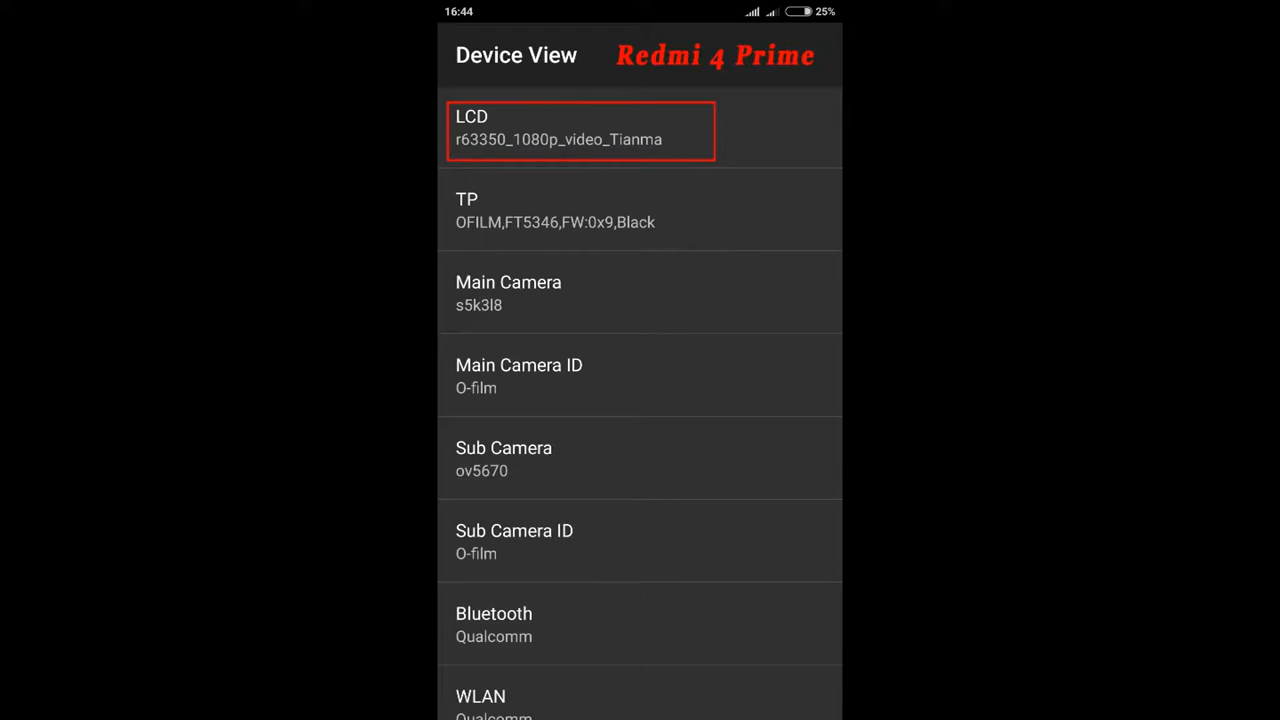 16:44 25%
Device View Redmi 4 Prime
LCD
r63350_1080p_video_Tianma
TP
OFILM,FT5346,FW:0x9,Black
Main Camera
s5k3l8
Main Camera ID
O-film
Sub Camera
ov5670
Sub Camera ID
O-film
Bluetooth
Qualcomm
WLAN
Qualcomm